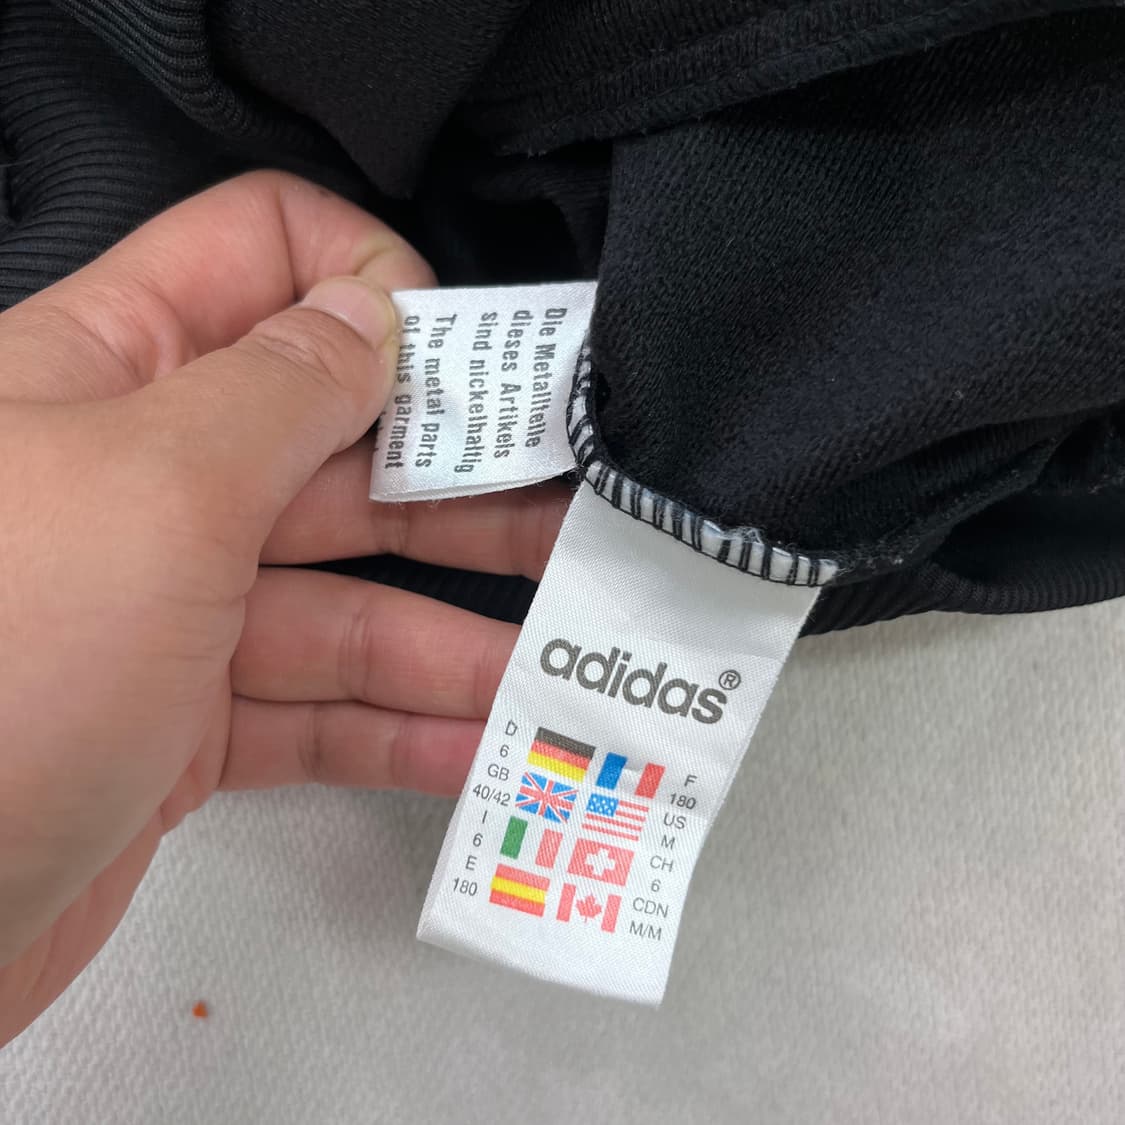 Die Metallteile
dieses Artikels
sind nickelhaltig
The metal parts
of this garment
adidas®
D
6
GB
40/42
I
6
E
180
F
180
US
M
CH
6
CDN
M/M